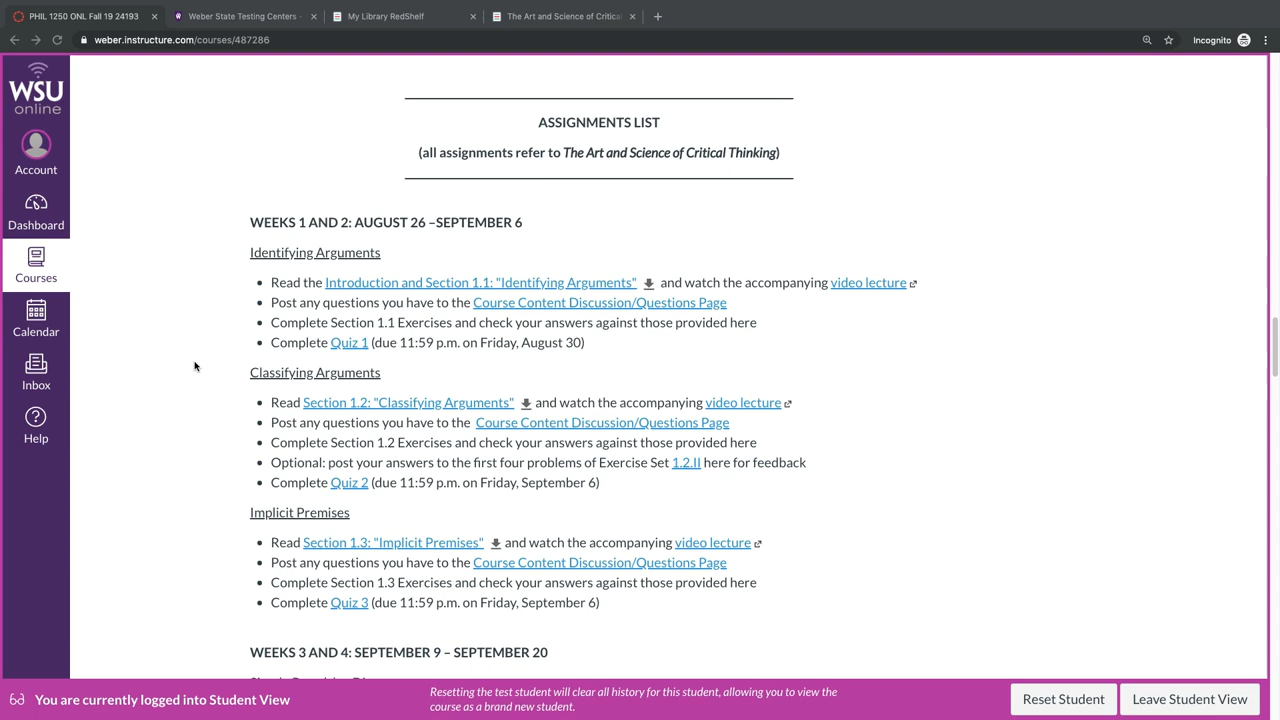 PHIL 1250 ONL Fall 19 24193
Weber State Testing Centers -
My Library RedShelf
The Art and Science of Critical
weber.instructure.com/courses/487286
Incognito
WSU
online
Account
Dashboard
Courses
Calendar
Inbox
Help
ASSIGNMENTS LIST
(all assignments refer to The Art and Science of Critical Thinking)
WEEKS 1 AND 2: AUGUST 26 –SEPTEMBER 6
Identifying Arguments
• Read the Introduction and Section 1.1: "Identifying Arguments" and watch the accompanying video lecture
• Post any questions you have to the Course Content Discussion/Questions Page
• Complete Section 1.1 Exercises and check your answers against those provided here
• Complete Quiz 1 (due 11:59 p.m. on Friday, August 30)
Classifying Arguments
• Read Section 1.2: "Classifying Arguments" and watch the accompanying video lecture
• Post any questions you have to the Course Content Discussion/Questions Page
• Complete Section 1.2 Exercises and check your answers against those provided here
• Optional: post your answers to the first four problems of Exercise Set 1.2.II here for feedback
• Complete Quiz 2 (due 11:59 p.m. on Friday, September 6)
Implicit Premises
• Read Section 1.3: "Implicit Premises" and watch the accompanying video lecture
• Post any questions you have to the Course Content Discussion/Questions Page
• Complete Section 1.3 Exercises and check your answers against those provided here
• Complete Quiz 3 (due 11:59 p.m. on Friday, September 6)
WEEKS 3 AND 4: SEPTEMBER 9 – SEPTEMBER 20
You are currently logged into Student View
Resetting the test student will clear all history for this student, allowing you to view the
course as a brand new student.
Reset Student
Leave Student View